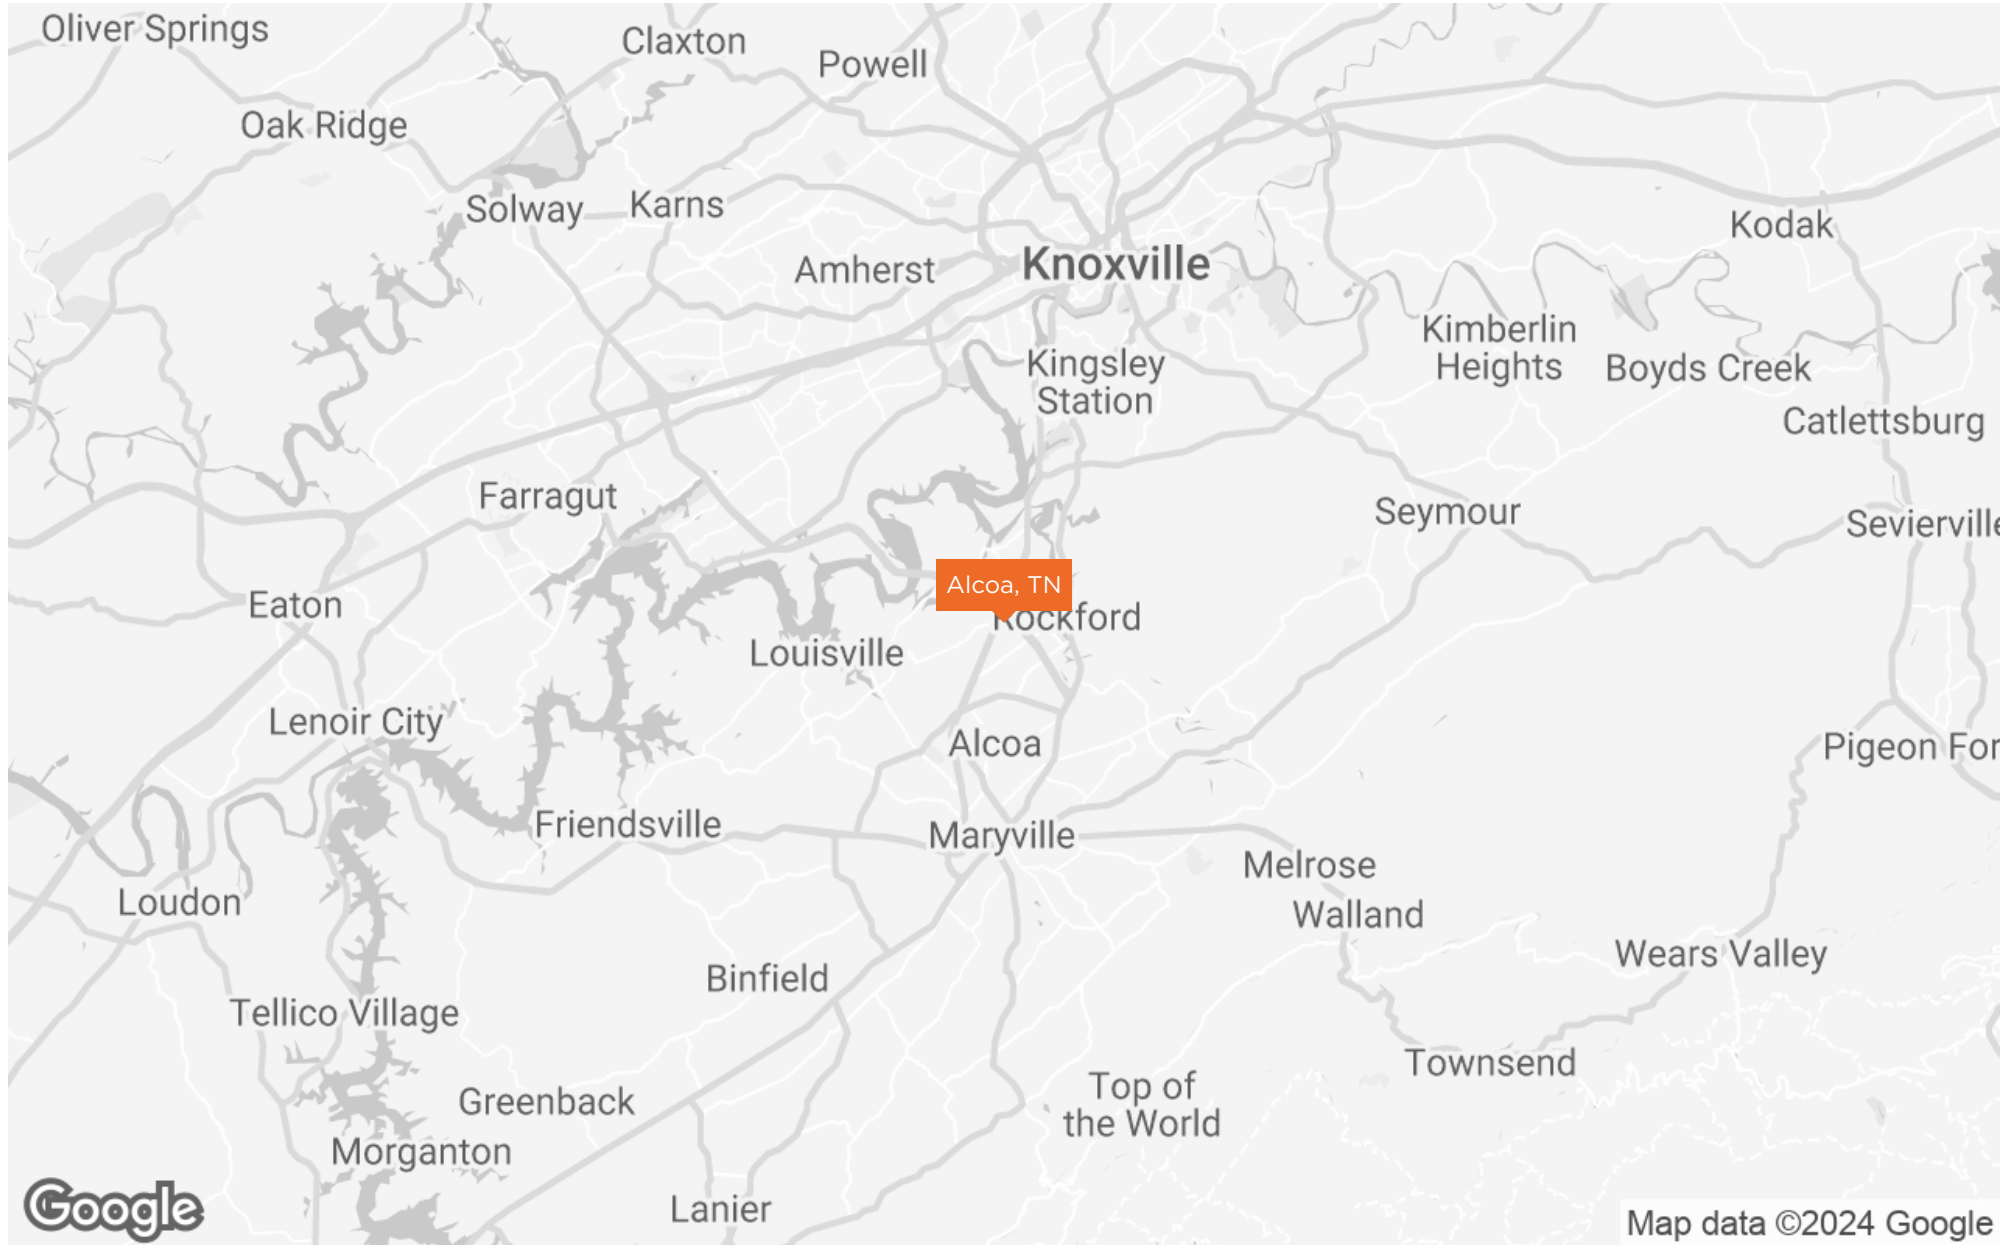 Oliver Springs
Claxton
Powell
Oak Ridge
Solway
Karns
Kodak
Amherst
Knoxville
Kimberlin
Heights
Boyds Creek
Kingsley
Station
Catlettsburg
Farragut
Seymour
Sevierville
Alcoa, TN
Eaton
Rockford
Louisville
Lenoir City
Alcoa
Pigeon For
Friendsville
Maryville
Melrose
Loudon
Walland
Wears Valley
Binfield
Tellico Village
Townsend
Top of
the World
Greenback
Morganton
Lanier
Google
Map data ©2024 Google